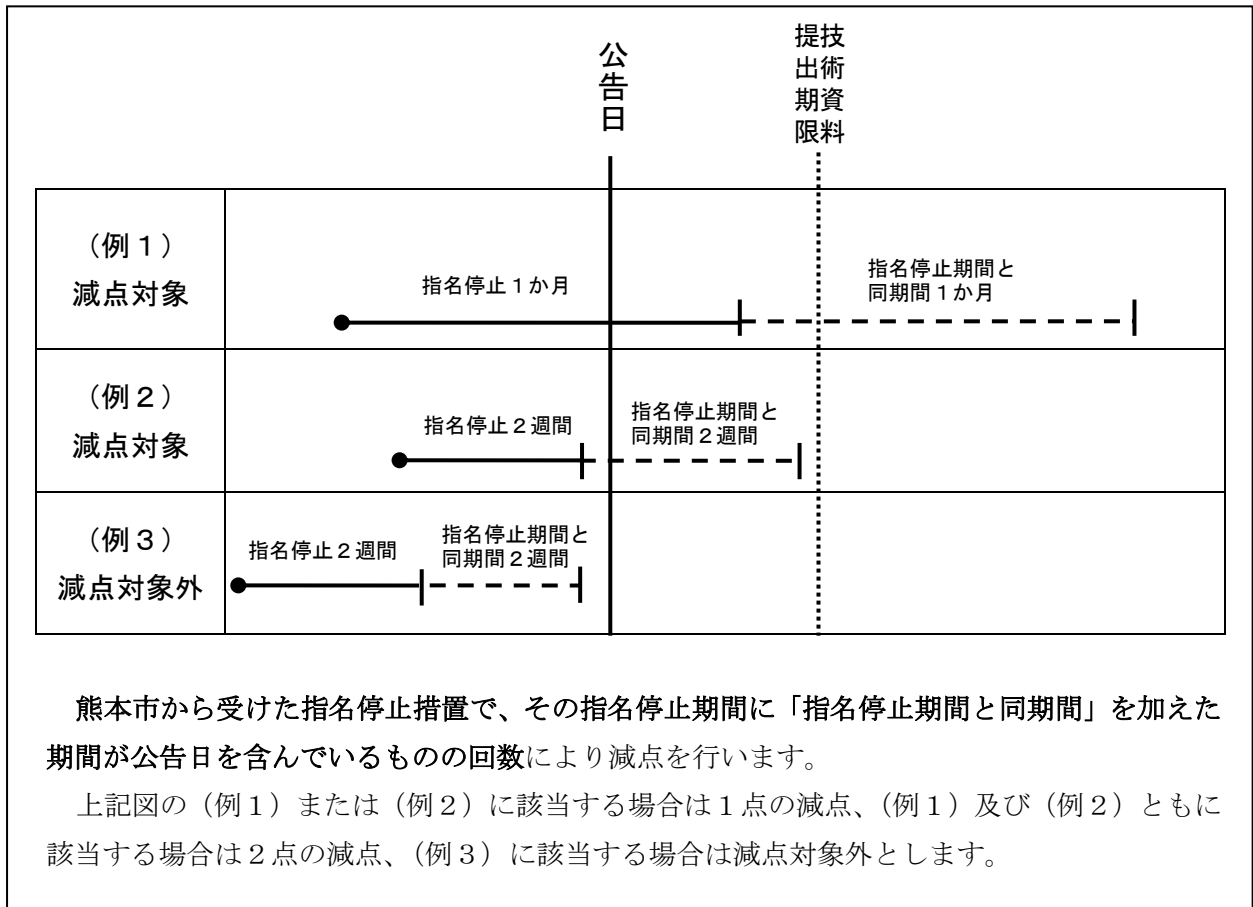 公告日
技術資料
提出期限
（例１）
減点対象
指名停止１か月
指名停止期間と
同期間１か月
（例２）
減点対象
指名停止２週間
指名停止期間と
同期間２週間
（例３）
減点対象外
指名停止２週間
指名停止期間と
同期間２週間
熊本市から受けた指名停止措置で、その指名停止期間に「指名停止期間と同期間」を加えた
期間が公告日を含んでいるものの回数により減点を行います。
上記図の（例１）または（例２）に該当する場合は１点の減点、（例１）及び（例２）ともに
該当する場合は２点の減点、（例３）に該当する場合は減点対象外とします。